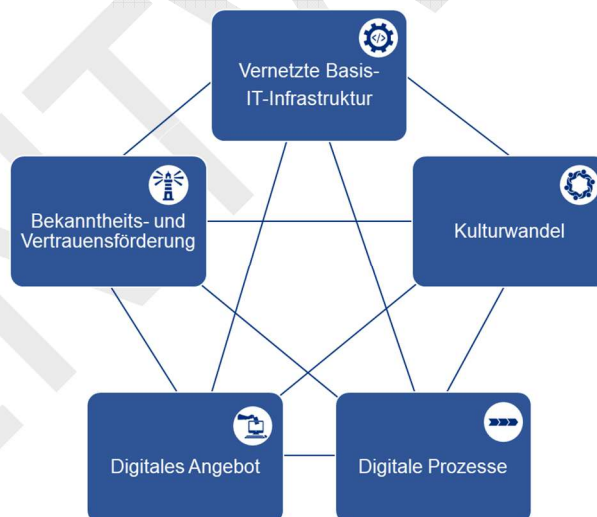 Vernetzte Basis-
IT-Infrastruktur
Bekanntheits- und
Vertrauensförderung
Kulturwandel
Digitales Angebot
Digitale Prozesse